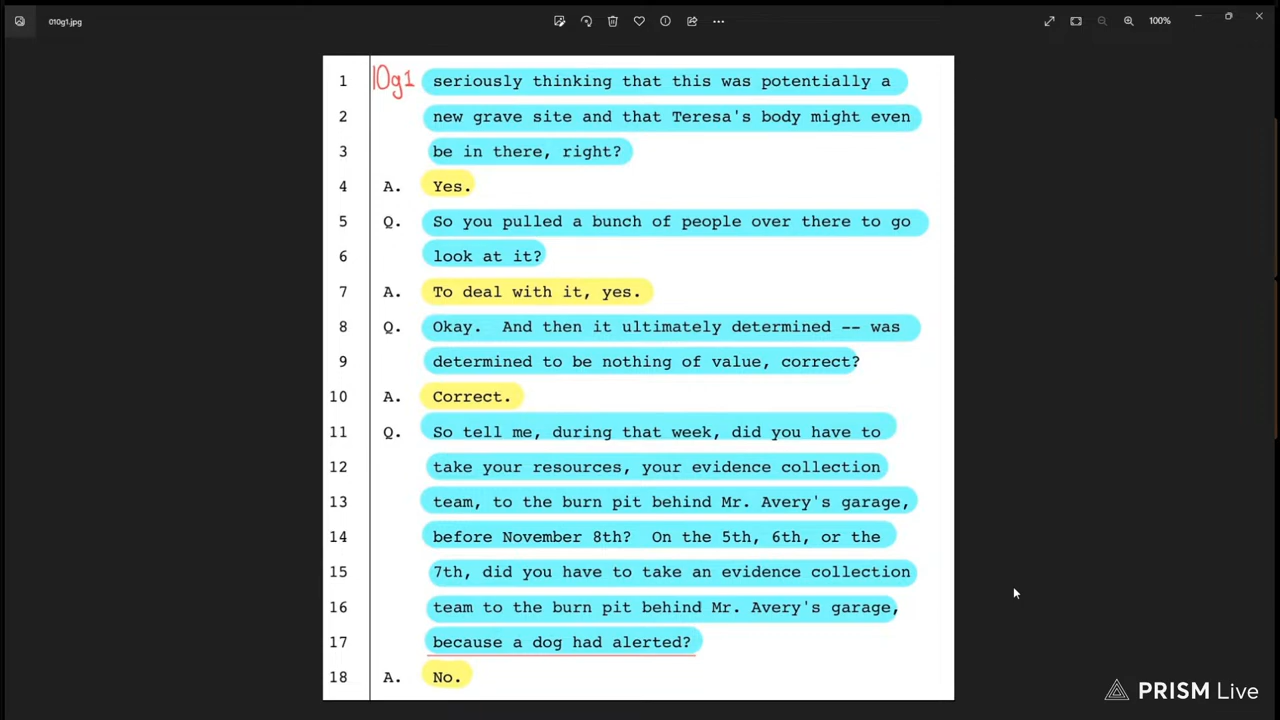 010g1.jpg
100%
1 10g1 seriously thinking that this was potentially a
2 new grave site and that Teresa's body might even
3 be in there, right?
4 A. Yes.
5 Q. So you pulled a bunch of people over there to go
6 look at it?
7 A. To deal with it, yes.
8 Q. Okay. And then it ultimately determined -- was
9 determined to be nothing of value, correct?
10 A. Correct.
11 Q. So tell me, during that week, did you have to
12 take your resources, your evidence collection
13 team, to the burn pit behind Mr. Avery's garage,
14 before November 8th? On the 5th, 6th, or the
15 7th, did you have to take an evidence collection
16 team to the burn pit behind Mr. Avery's garage,
17 because a dog had alerted?
18 A. No.
PRISM Live